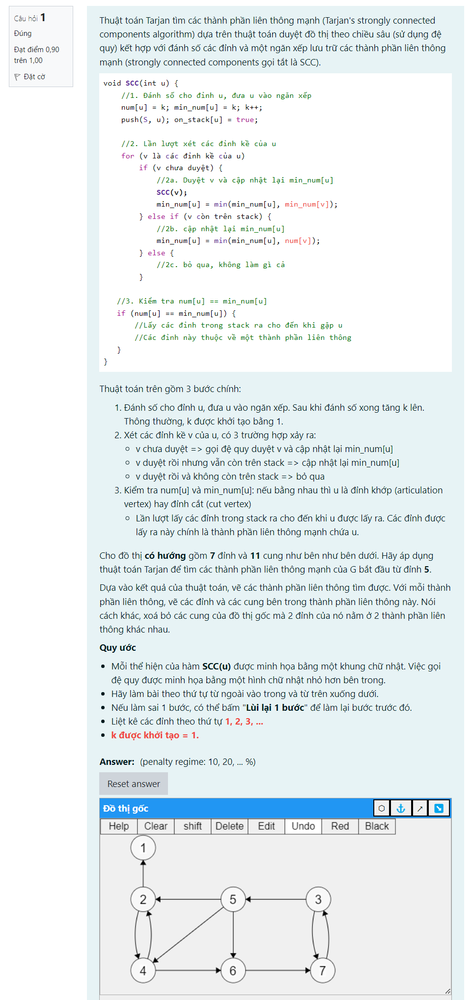 Câu hỏi 1
Đúng
Đạt điểm 0,90
trên 1,00
Đặt cờ
Thuật toán Tarjan tìm các thành phần liên thông mạnh (Tarjan's strongly connected
components algorithm) dựa trên thuật toán duyệt đồ thị theo chiều sâu (sử dụng đệ
quy) kết hợp với đánh số các đỉnh và một ngăn xếp lưu trữ các thành phần liên thông
mạnh (strongly connected components gọi tắt là SCC).
void SCC(int u) {
//1. Đánh số cho đỉnh u, đưa u vào ngăn xếp
num[u] = k; min_num[u] = k; k++;
push(S, u); on_stack[u] = true;
//2. Lần lượt xét các đỉnh kề của u
for (v là các đỉnh kề của u)
if (v chưa duyệt) {
//2a. Duyệt v và cập nhật lại min_num[u]
SCC(v);
min_num[u] = min(min_num[u], min_num[v]);
} else if (v còn trên stack) {
//2b. cập nhật lại min_num[u]
min_num[u] = min(min_num[u], num[v]);
} else {
//2c. bỏ qua, không làm gì cả
}
//3. Kiểm tra num[u] == min_num[u]
if (num[u] == min_num[u]) {
//Lấy các đỉnh trong stack ra cho đến khi gặp u
//Các đỉnh này thuộc về một thành phần liên thông
}
}
Thuật toán trên gồm 3 bước chính:
1. Đánh số cho đỉnh u, đưa u vào ngăn xếp. Sau khi đánh số xong tăng k lên.
Thông thường, k được khởi tạo bằng 1.
2. Xét các đỉnh kề v của u, có 3 trường hợp xảy ra:
v chưa duyệt => gọi đệ quy duyệt v và cập nhật lại min_num[u]
v duyệt rồi nhưng vẫn còn trên stack => cập nhật lại min_num[u]
v duyệt rồi và không còn trên stack => bỏ qua
3. Kiểm tra num[u] và min_num[u]: nếu bằng nhau thì u là đỉnh khớp (articulation
vertex) hay đỉnh cắt (cut vertex)
Lần lượt lấy các đỉnh trong stack ra cho đến khi u được lấy ra. Các đỉnh được
lấy ra này chính là thành phần liên thông mạnh chứa u.
Cho đồ thị có hướng gồm 7 đỉnh và 11 cung như bên như bên dưới. Hãy áp dụng
thuật toán Tarjan để tìm các thành phần liên thông mạnh của G bắt đầu từ đỉnh 5.
Dựa vào kết quả của thuật toán, vẽ các thành phần liên thông tìm được. Với mỗi thành
phần liên thông, vẽ các đỉnh và các cung bên trong thành phần liên thông này. Nói
cách khác, xoá bỏ các cung của đồ thị gốc mà 2 đỉnh của nó nằm ở 2 thành phần liên
thông khác nhau.
Quy ước
Mỗi thể hiện của hàm SCC(u) được minh họa bằng một khung chữ nhật. Việc gọi
đệ quy được minh họa bằng một hình chữ nhật nhỏ hơn bên trong.
Hãy làm bài theo thứ tự từ ngoài vào trong và từ trên xuống dưới.
Nếu làm sai 1 bước, có thể bấm "Lùi lại 1 bước" để làm lại bước trước đó.
Liệt kê các đỉnh theo thứ tự 1, 2, 3, ...
k được khởi tạo = 1.
Answer: (penalty regime: 10, 20, ... %)
Reset answer
Đồ thị gốc
Help Clear shift Delete Edit Undo Red Black
1
2 5 3
4 6 7